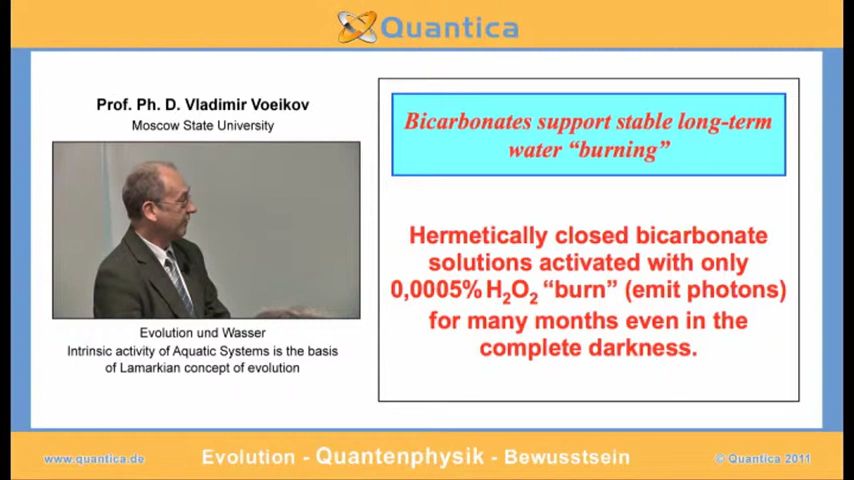 Quantica
Prof. Ph. D. Vladimir Voeikov
Moscow State University
Evolution und Wasser
Intrinsic activity of Aquatic Systems is the basis
of Lamarkian concept of evolution
Bicarbonates support stable long-term
water “burning”
Hermetically closed bicarbonate
solutions activated with only
0,0005% H₂O₂ “burn” (emit photons)
for many months even in the
complete darkness.
www.quantica.de
Evolution - Quantenphysik - Bewusstsein
© Quantica 2011